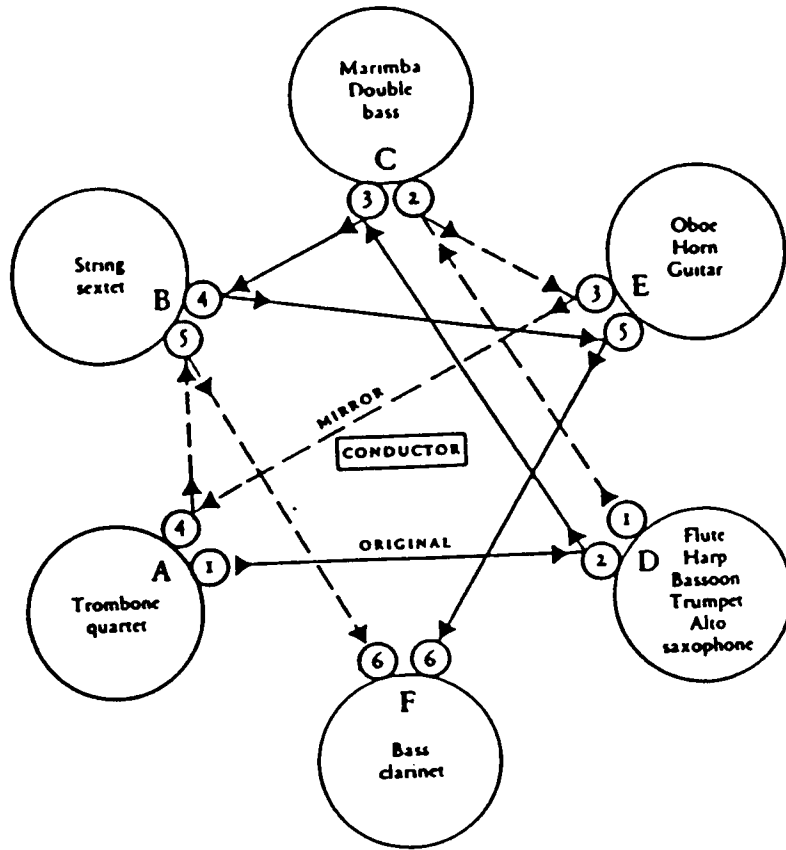 Marimba
Double
bass
C
3 2
String
sextet
B
4
5
Oboe
Horn
Guitar
E
3
5
MIRROR
CONDUCTOR
ORIGINAL
4
A
1
Trombone
quartet
1
2
D
Flute
Harp
Bassoon
Trumpet
Alto
saxophone
6 6
F
Bass
clarinet